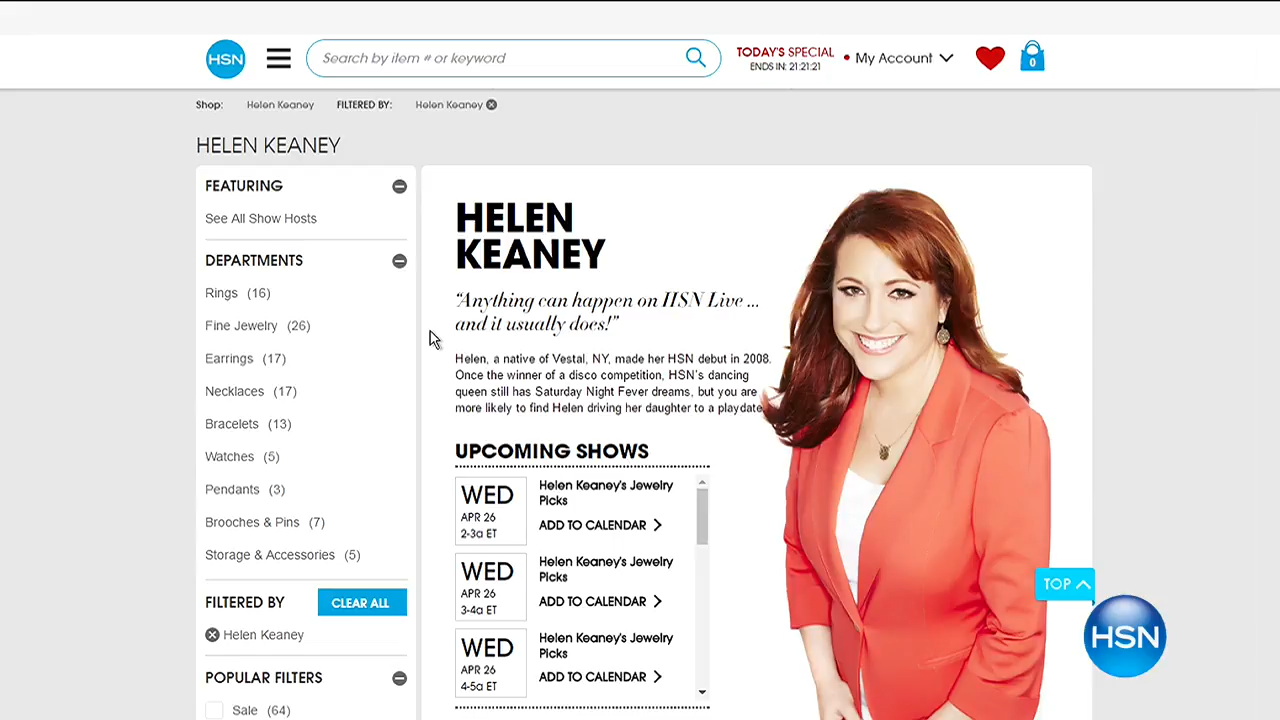 HSN
Search by item # or keyword
TODAY'S SPECIAL
ENDS IN: 21:21:21
My Account
0
Shop: Helen Keaney FILTERED BY: Helen Keaney
HELEN KEANEY
FEATURING
See All Show Hosts
DEPARTMENTS
Rings (16)
Fine Jewelry (26)
Earrings (17)
Necklaces (17)
Bracelets (13)
Watches (5)
Pendants (3)
Brooches & Pins (7)
Storage & Accessories (5)
FILTERED BY
CLEAR ALL
Helen Keaney
POPULAR FILTERS
Sale (64)
HELEN
KEANEY
“Anything can happen on HSN Live ...
and it usually does!”
Helen, a native of Vestal, NY, made her HSN debut in 2008.
Once the winner of a disco competition, HSN's dancing
queen still has Saturday Night Fever dreams, but you are
more likely to find Helen driving her daughter to a playdate.
UPCOMING SHOWS
WED
APR 26
2-3a ET
Helen Keaney's Jewelry
Picks
ADD TO CALENDAR
WED
APR 26
3-4a ET
Helen Keaney's Jewelry
Picks
ADD TO CALENDAR
WED
APR 26
4-5a ET
Helen Keaney's Jewelry
Picks
ADD TO CALENDAR
TOP
HSN